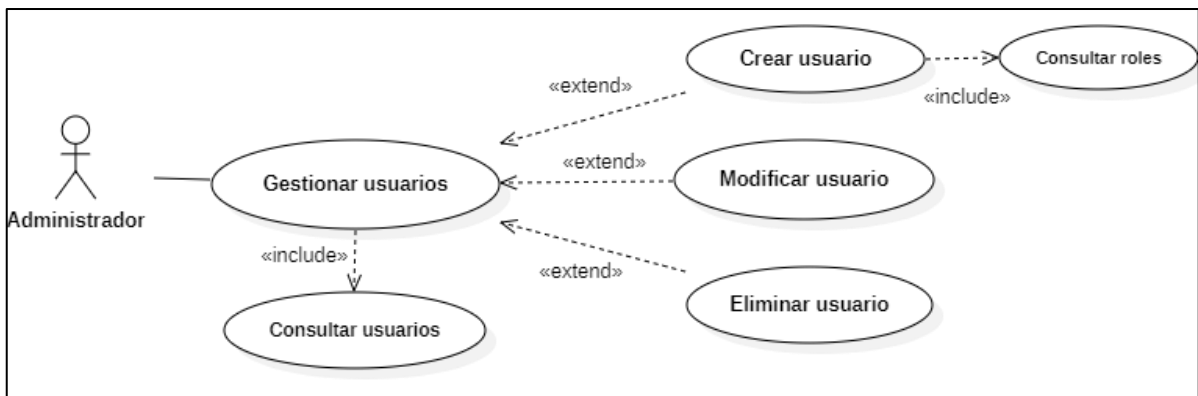 Crear usuario
Consultar roles
«extend»
«include»
«extend»
Gestionar usuarios
Modificar usuario
Administrador
«include»
«extend»
Eliminar usuario
Consultar usuarios